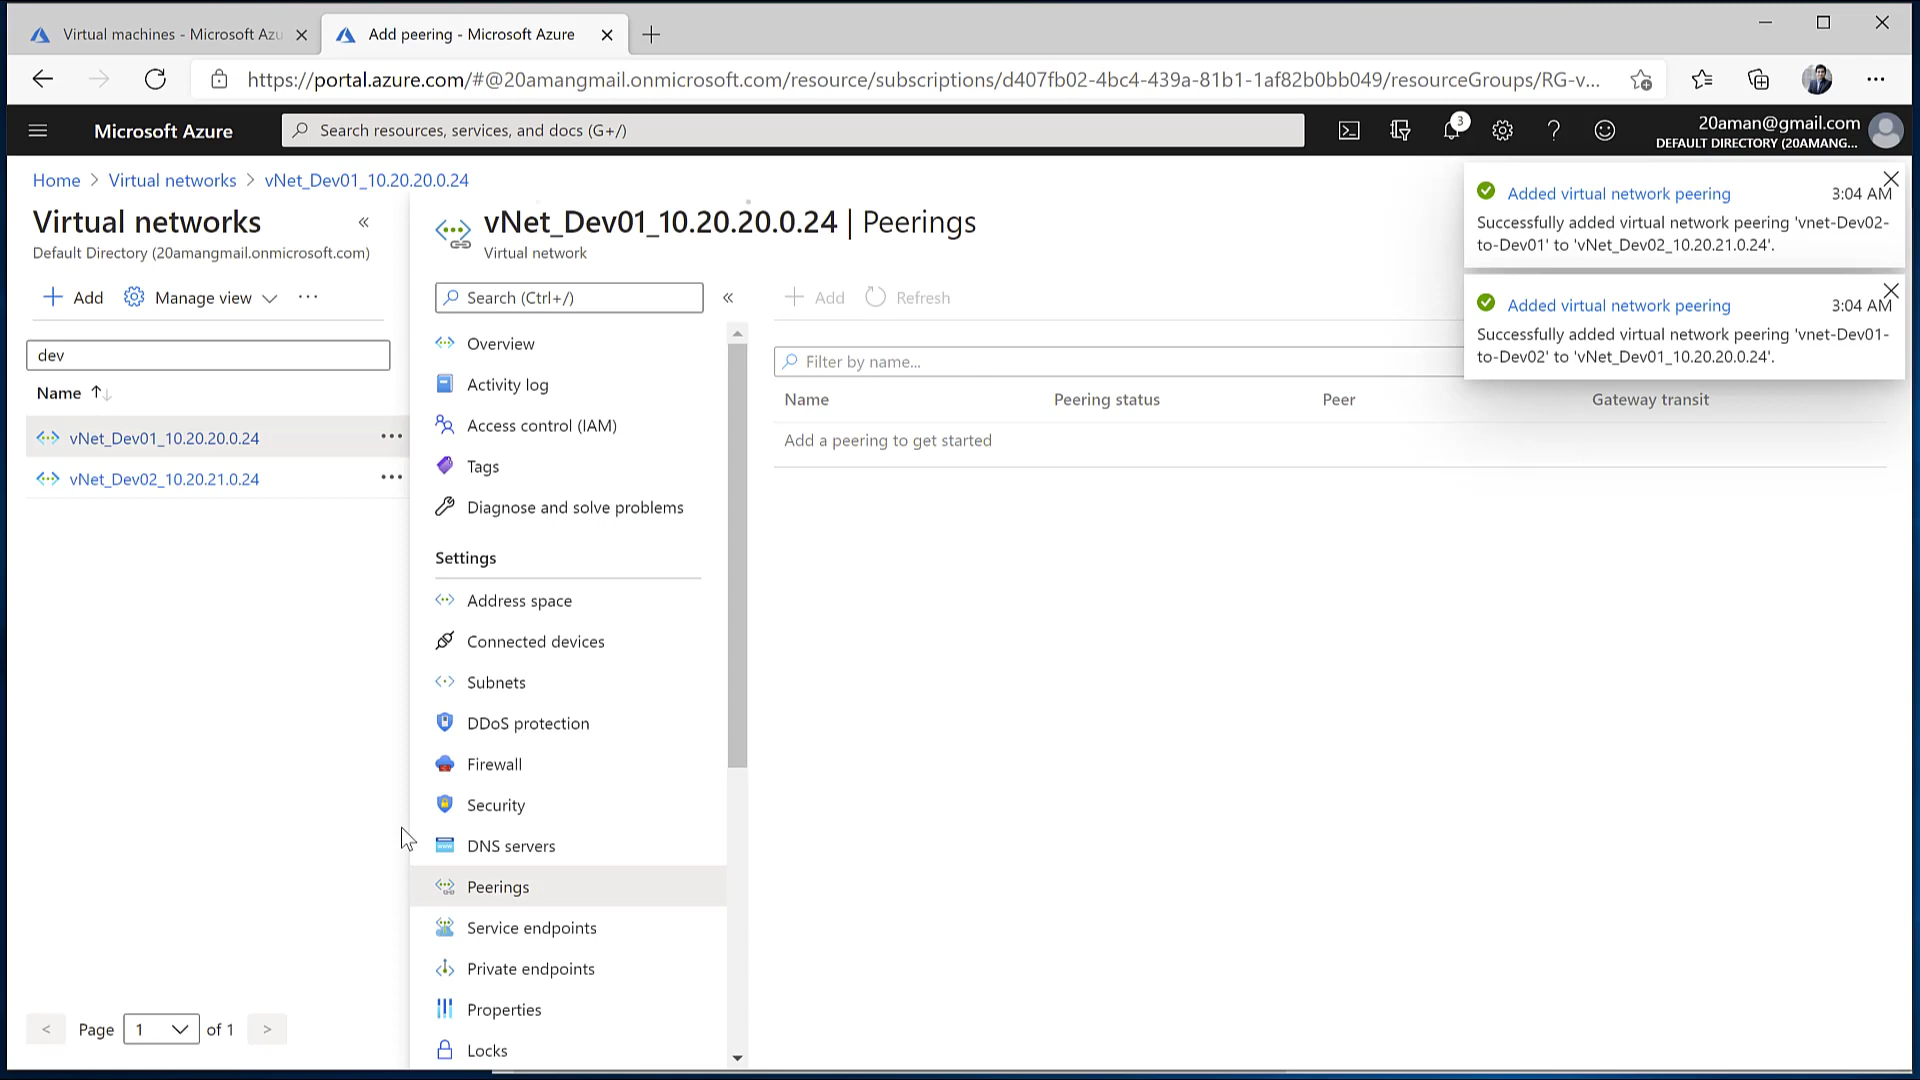 Virtual machines - Microsoft Azu
Add peering - Microsoft Azure
https://portal.azure.com/#@20amangmail.onmicrosoft.com/resource/subscriptions/d407fb02-4bc4-439a-81b1-1af82b0bb049/resourceGroups/RG-v...
Microsoft Azure
Search resources, services, and docs (G+/)
3
20aman@gmail.com
DEFAULT DIRECTORY (20AMANG...
Home > Virtual networks > vNet_Dev01_10.20.20.0.24
Virtual networks
Default Directory (20amangmail.onmicrosoft.com)
Add
Manage view
dev
Name
vNet_Dev01_10.20.20.0.24
vNet_Dev02_10.20.21.0.24
Page 1 of 1
vNet_Dev01_10.20.20.0.24 | Peerings
Virtual network
Search (Ctrl+/)
Overview
Activity log
Access control (IAM)
Tags
Diagnose and solve problems
Settings
Address space
Connected devices
Subnets
DDoS protection
Firewall
Security
DNS servers
Peerings
Service endpoints
Private endpoints
Properties
Locks
Add
Refresh
Filter by name...
Name Peering status Peer Gateway transit
Add a peering to get started
Added virtual network peering 3:04 AM
Successfully added virtual network peering 'vnet-Dev02-
to-Dev01' to 'vNet_Dev02_10.20.21.0.24'.
Added virtual network peering 3:04 AM
Successfully added virtual network peering 'vnet-Dev01-
to-Dev02' to 'vNet_Dev01_10.20.20.0.24'.